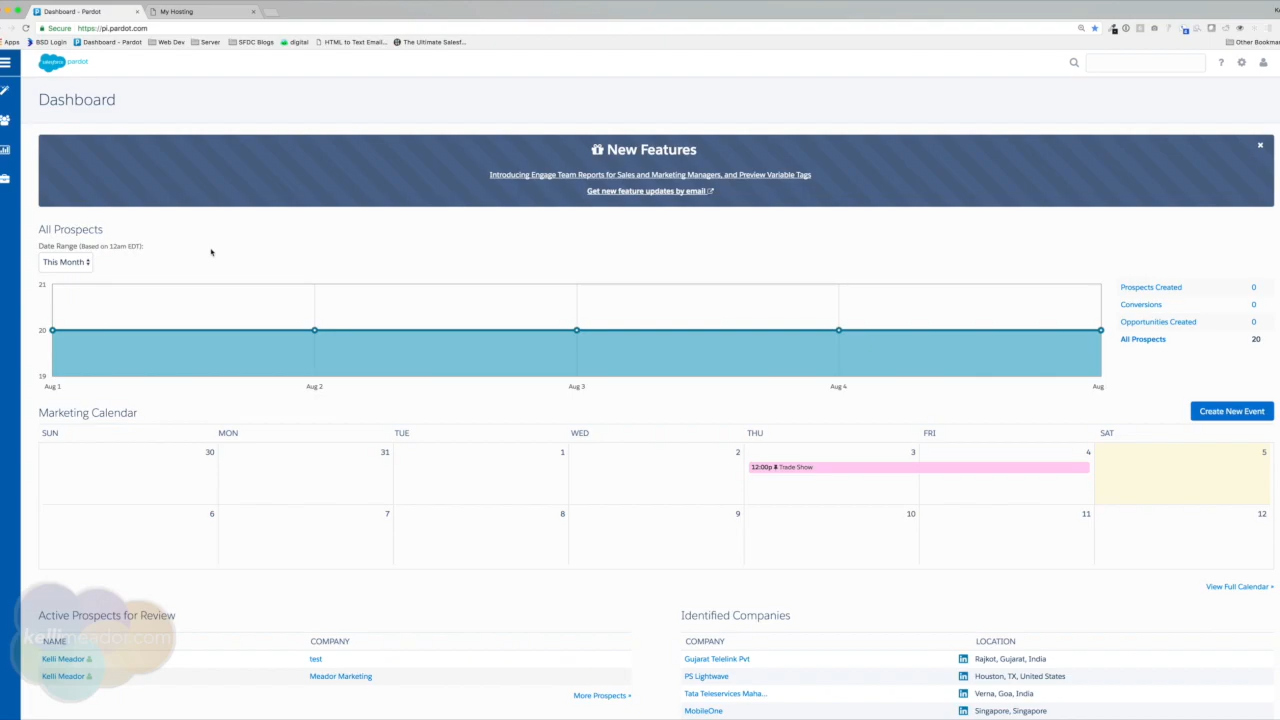 Dashboard - Pardot
My Hosting
Secure https://pi.pardot.com
Apps BSD Login Dashboard - Pardot Web Dev Server SFDC Blogs digital HTML to Text Email... The Ultimate Salesf... Other Bookmar
salesforce pardot
Dashboard
New Features
Introducing Engage Team Reports for Sales and Marketing Managers, and Preview Variable Tags
Get new feature updates by email
All Prospects
Date Range (Based on 12am EDT):
This Month
21
20
19
Aug 1 Aug 2 Aug 3 Aug 4 Aug
Prospects Created 0
Conversions 0
Opportunities Created 0
All Prospects 20
Marketing Calendar
Create New Event
SUN MON TUE WED THU FRI SAT
30 31 1 2 3 4 5
12:00p Trade Show
6 7 8 9 10 11 12
View Full Calendar »
Active Prospects for Review
NAME COMPANY
Kelli Meador test
Kelli Meador Meador Marketing
More Prospects »
kellimeador.com
Identified Companies
COMPANY LOCATION
Gujarat Telelink Pvt Rajkot, Gujarat, India
PS Lightwave Houston, TX, United States
Tata Teleservices Maha... Verna, Goa, India
MobileOne Singapore, Singapore